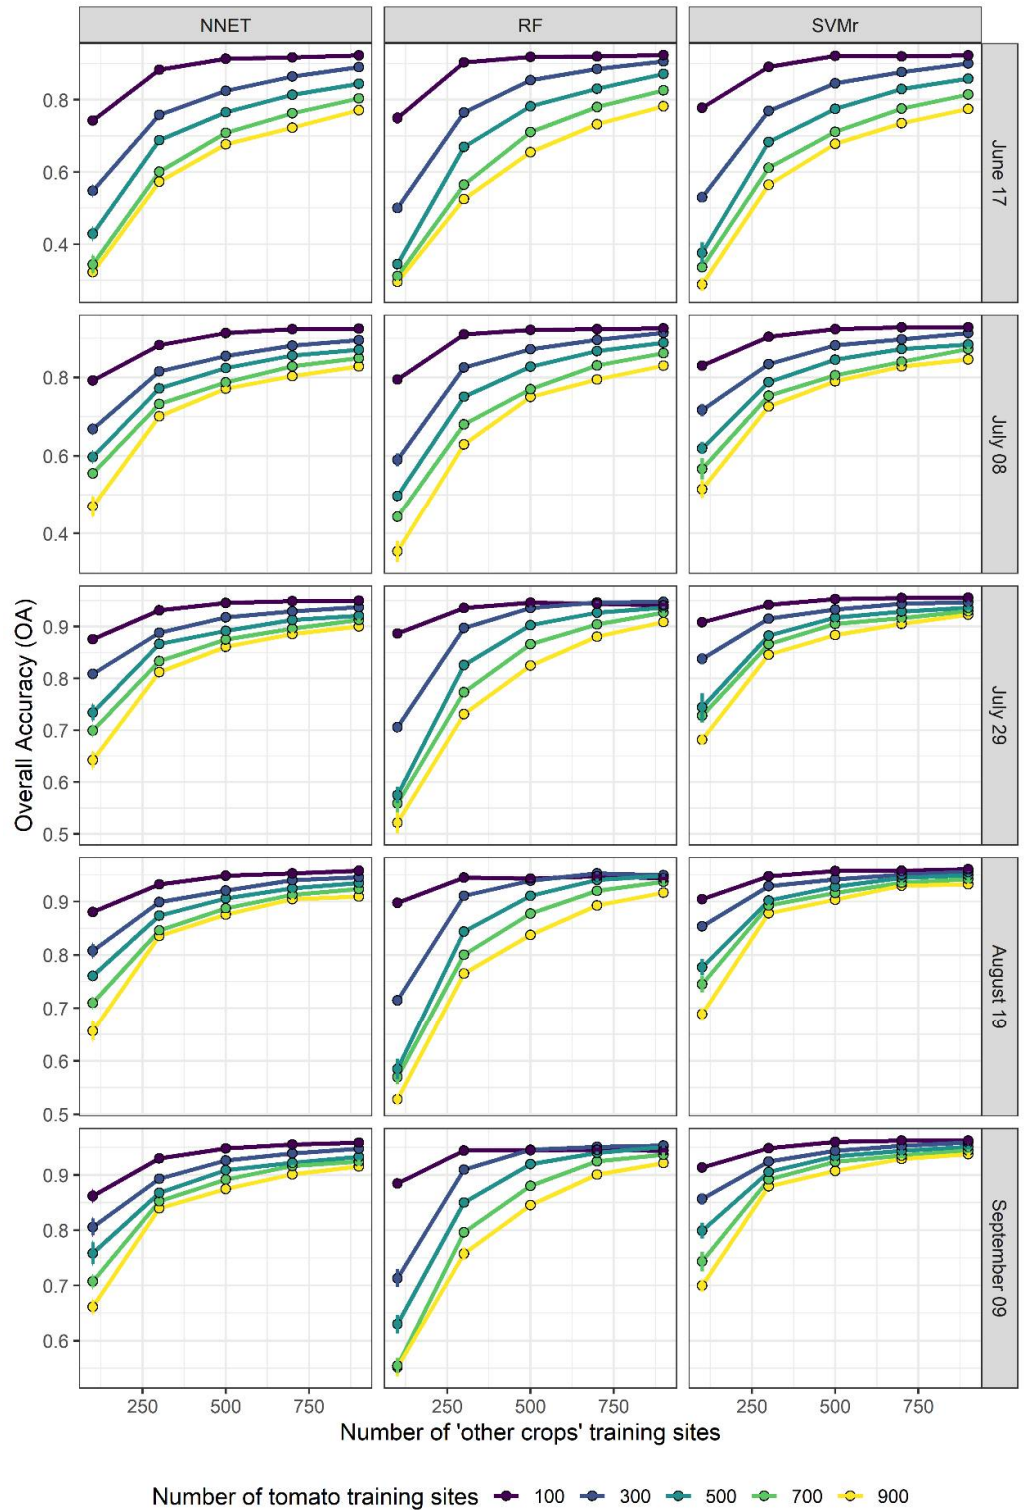 NNET RF SVMr
0.8
0.6
0.4
June 17
0.8
0.6
0.4
July 08
0.9
0.8
0.7
0.6
0.5
July 29
0.9
0.8
0.7
0.6
0.5
August 19
0.9
0.8
0.7
0.6
September 09
Overall Accuracy (OA)
250 500 750 250 500 750 250 500 750
Number of 'other crops' training sites
Number of tomato training sites 100 300 500 700 900